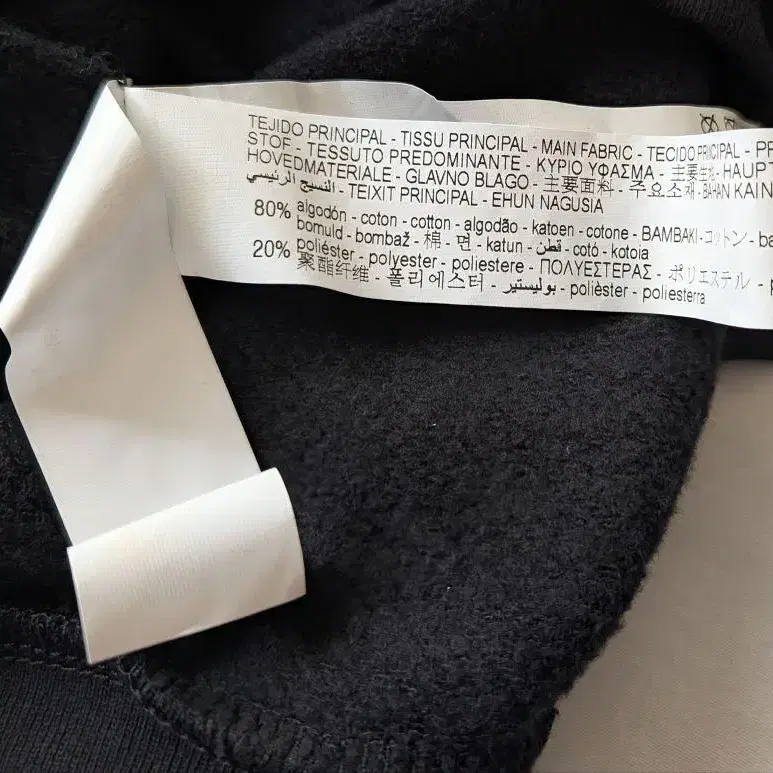 TEJIDO PRINCIPAL - TISSU PRINCIPAL - MAIN FABRIC - TECIDO PRINCIPAL - PR
STOF - TESSUTO PREDOMINANTE - ΚΥΡΙΟ ΥΦΑΣΜΑ - 主要生地 - HAUPT
HOVEDMATERIALE - GLAVNO BLAGO - 主要面料 - 주요소재 - BAHAN KAIN
النسيج الرئيسي - TEIXIT PRINCIPAL - EHUN NAGUSIA
80% algodón - coton - cotton - algodão - katoen - cotone - BAMBAKI - コットン - ba
bomuld - bombaž - 棉 - 면 - katun - قطن - cotó - kotoia
20% poliéster - polyester - poliestere - ΠΟΛΥΕΣΤΕΡΑΣ - ポリエステル - p
聚酯纤维 - 폴리에스터 - بوليستير - polièster - poliesterra